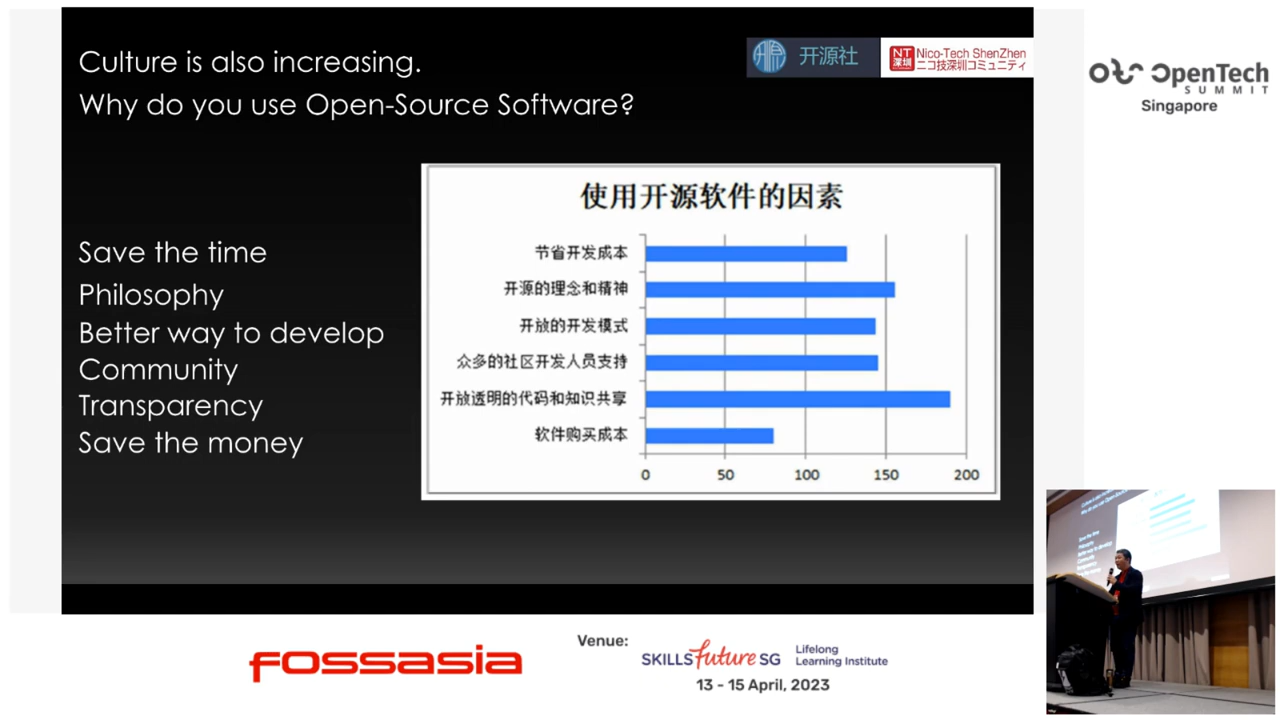 Culture is also increasing.
Why do you use Open-Source Software?
开源社
NT
深圳
Nico-Tech ShenZhen
ニコ技深圳コミュニティ
OpenTech
SUMMIT
Singapore
使用开源软件的因素
Save the time
Philosophy
Better way to develop
Community
Transparency
Save the money
节省开发成本
开源的理念和精神
开放的开发模式
众多的社区开发人员支持
开放透明的代码和知识共享
软件购买成本
0 50 100 150 200
fossasia
Venue:
SKILLSfuture SG
Lifelong
Learning Institute
13 - 15 April, 2023